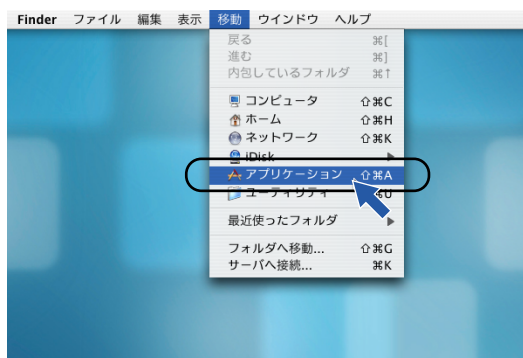 Finder ファイル 編集 表示 移動 ウインドウ ヘルプ
戻る ⌘[
進む ⌘]
内包しているフォルダ ⌘↑
コンピュータ ⇧⌘C
ホーム ⇧⌘H
ネットワーク ⇧⌘K
iDisk
アプリケーション ⇧⌘A
ユーティリティ ⌘U
最近使ったフォルダ
フォルダへ移動... ⇧⌘G
サーバへ接続... ⌘K